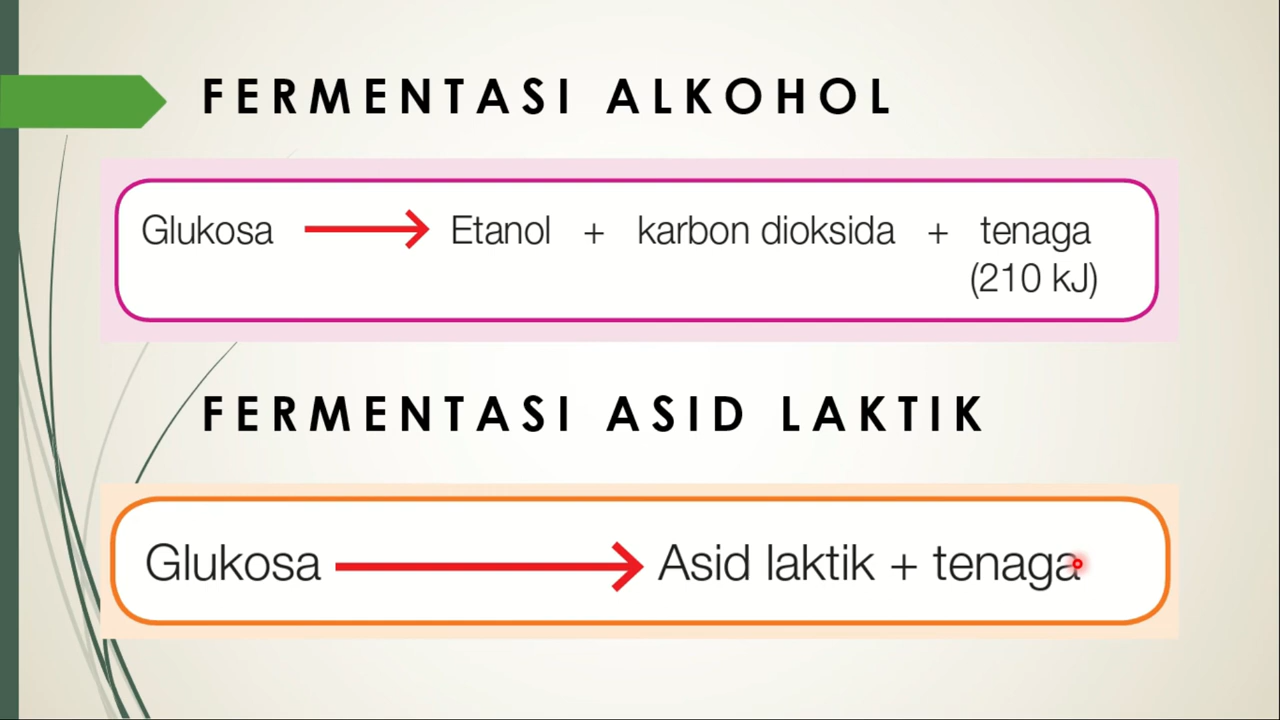 FERMENTASI ALKOHOL
Glukosa → Etanol + karbon dioksida + tenaga
(210 kJ)
FERMENTASI ASID LAKTIK
Glukosa → Asid laktik + tenaga